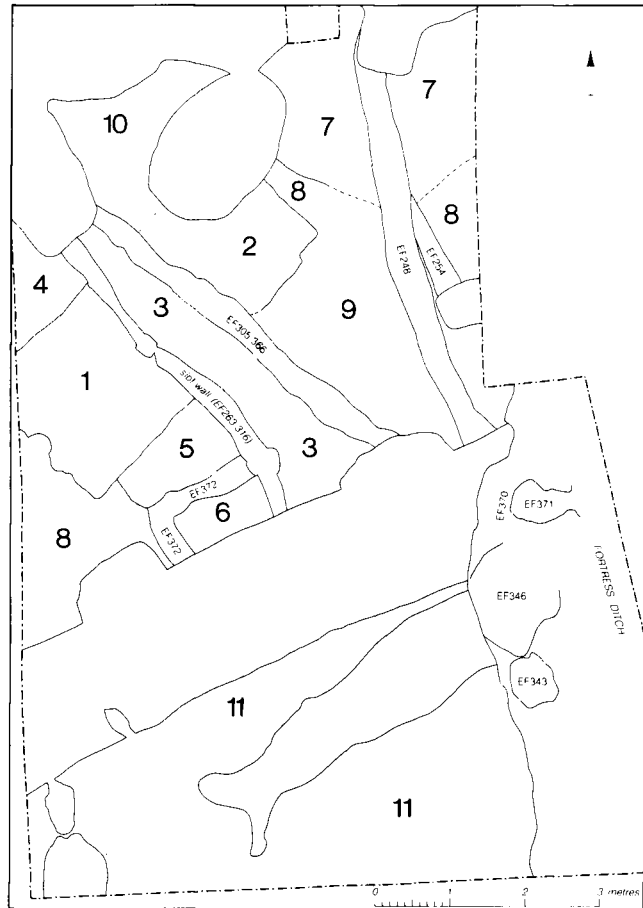 10
7
7
8
8
2
4
3
EF248
EF254
9
EF305 366
1
slot wall (EF263 316)
5
3
EF372
6
EF372
8
EF370
EF371
FORTRESS DITCH
EF346
EF343
11
11
0 1 2 3 metres